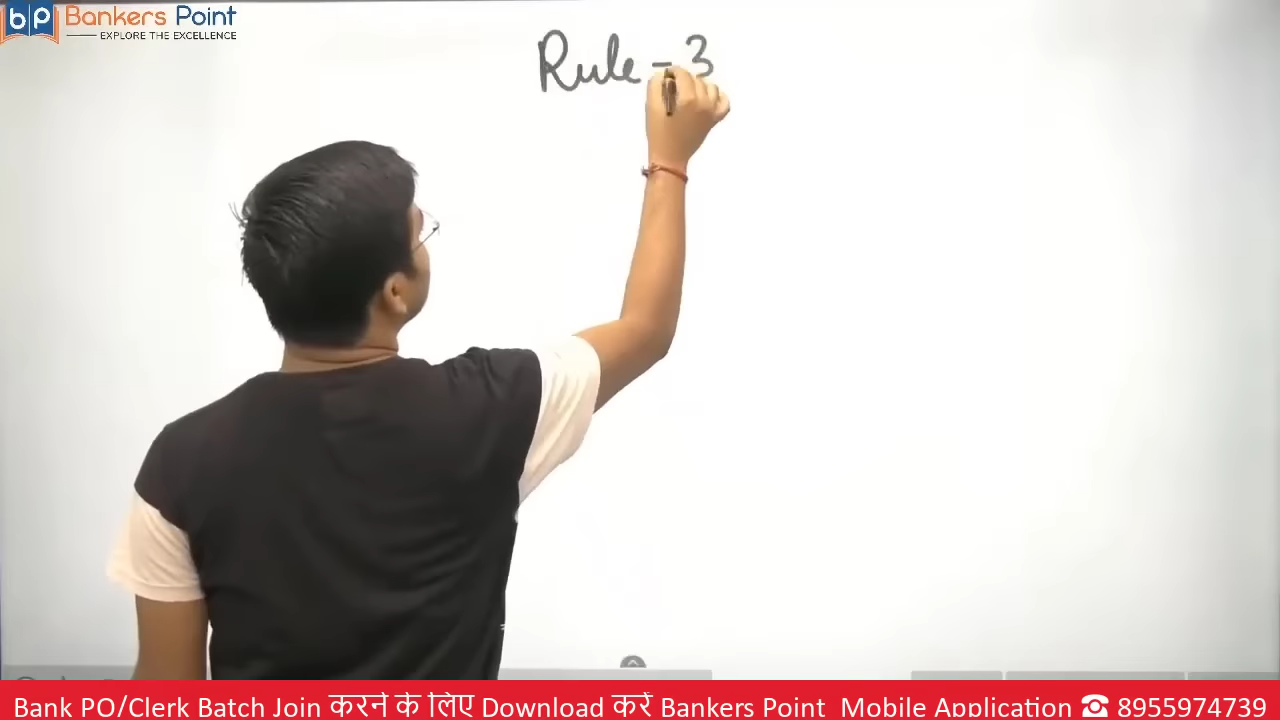 bp Bankers Point
EXPLORE THE EXCELLENCE
Rule - 3
Bank PO/Clerk Batch Join करने के लिए Download करें Bankers Point Mobile Application ☎ 8955974739